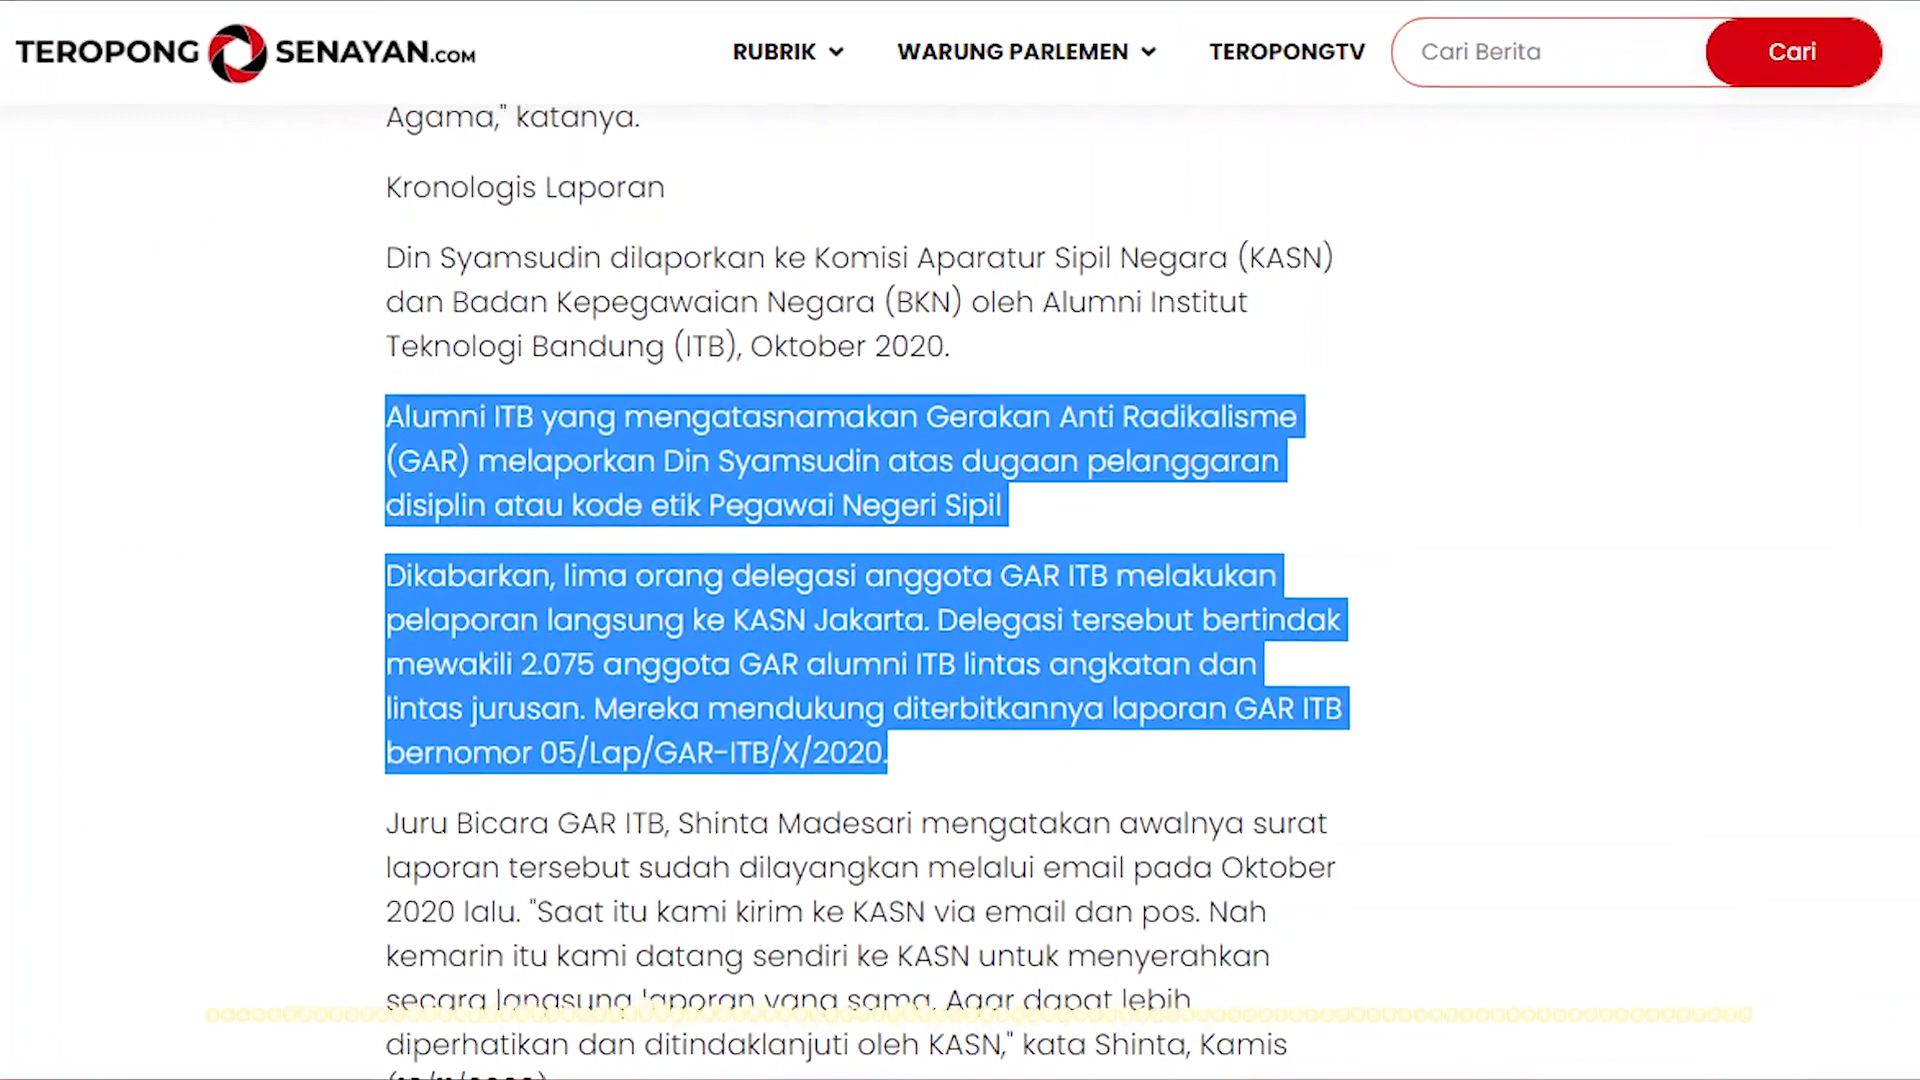 TEROPONG SENAYAN.COM
RUBRIK
WARUNG PARLEMEN
TEROPONGTV
Cari Berita
Cari
Agama," katanya.
Kronologis Laporan
Din Syamsudin dilaporkan ke Komisi Aparatur Sipil Negara (KASN)
dan Badan Kepegawaian Negara (BKN) oleh Alumni Institut
Teknologi Bandung (ITB), Oktober 2020.
Alumni ITB yang mengatasnamakan Gerakan Anti Radikalisme
(GAR) melaporkan Din Syamsudin atas dugaan pelanggaran
disiplin atau kode etik Pegawai Negeri Sipil
Dikabarkan, lima orang delegasi anggota GAR ITB melakukan
pelaporan langsung ke KASN Jakarta. Delegasi tersebut bertindak
mewakili 2.075 anggota GAR alumni ITB lintas angkatan dan
lintas jurusan. Mereka mendukung diterbitkannya laporan GAR ITB
bernomor 05/Lap/GAR-ITB/X/2020.
Juru Bicara GAR ITB, Shinta Madesari mengatakan awalnya surat
laporan tersebut sudah dilayangkan melalui email pada Oktober
2020 lalu. "Saat itu kami kirim ke KASN via email dan pos. Nah
kemarin itu kami datang sendiri ke KASN untuk menyerahkan
secara langsung laporan yang sama. Agar dapat lebih
diperhatikan dan ditindaklanjuti oleh KASN," kata Shinta, Kamis